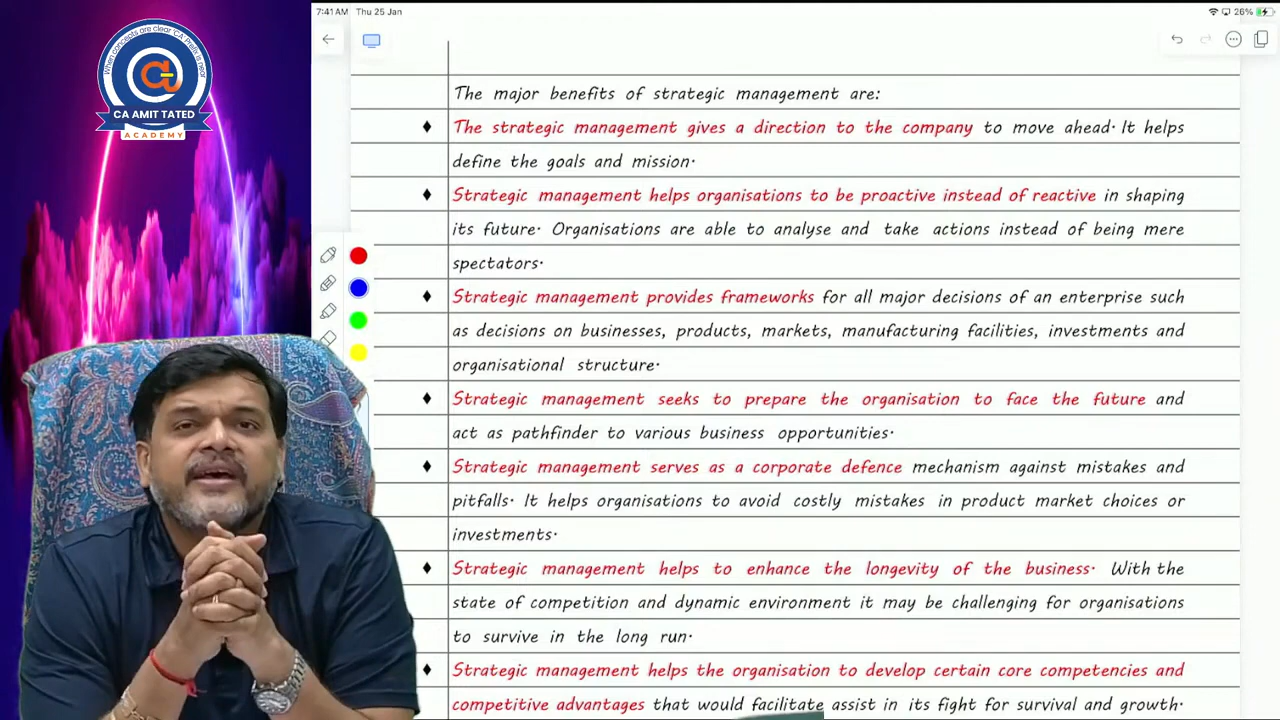 7:41 AM Thu 25 Jan
26%
When concepts are clear 'CA' Prefix is near
CA AMIT TATED
ACADEMY
The major benefits of strategic management are:
♦ The strategic management gives a direction to the company to move ahead. It helps
define the goals and mission.
♦ Strategic management helps organisations to be proactive instead of reactive in shaping
its future. Organisations are able to analyse and take actions instead of being mere
spectators.
♦ Strategic management provides frameworks for all major decisions of an enterprise such
as decisions on businesses, products, markets, manufacturing facilities, investments and
organisational structure.
♦ Strategic management seeks to prepare the organisation to face the future and
act as pathfinder to various business opportunities.
♦ Strategic management serves as a corporate defence mechanism against mistakes and
pitfalls. It helps organisations to avoid costly mistakes in product market choices or
investments.
♦ Strategic management helps to enhance the longevity of the business. With the
state of competition and dynamic environment it may be challenging for organisations
to survive in the long run.
♦ Strategic management helps the organisation to develop certain core competencies and
competitive advantages that would facilitate assist in its fight for survival and growth.